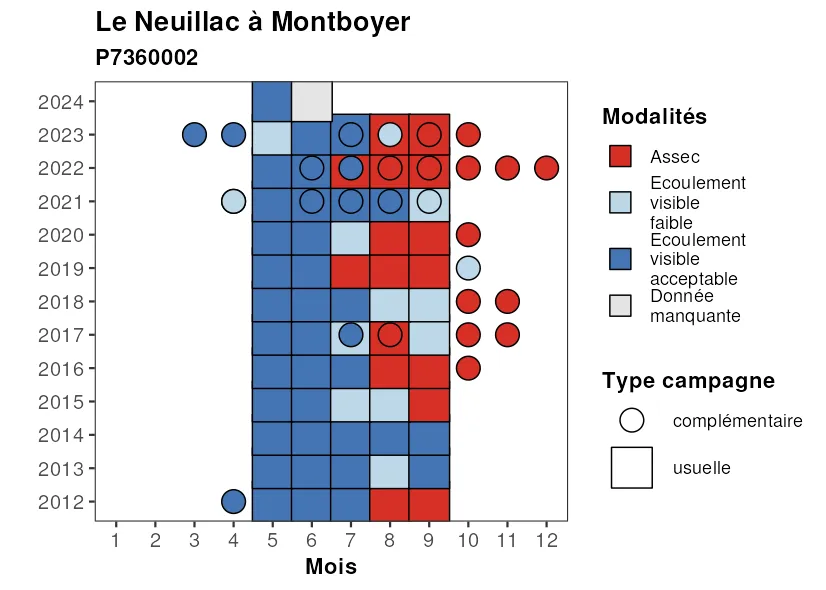 Le Neuillac à Montboyer
P7360002
2024
2023
2022
2021
2020
2019
2018
2017
2016
2015
2014
2013
2012
1 2 3 4 5 6 7 8 9 10 11 12
Mois
Modalités
Assec
Ecoulement
visible
faible
Ecoulement
visible
acceptable
Donnée
manquante
Type campagne
complémentaire
usuelle